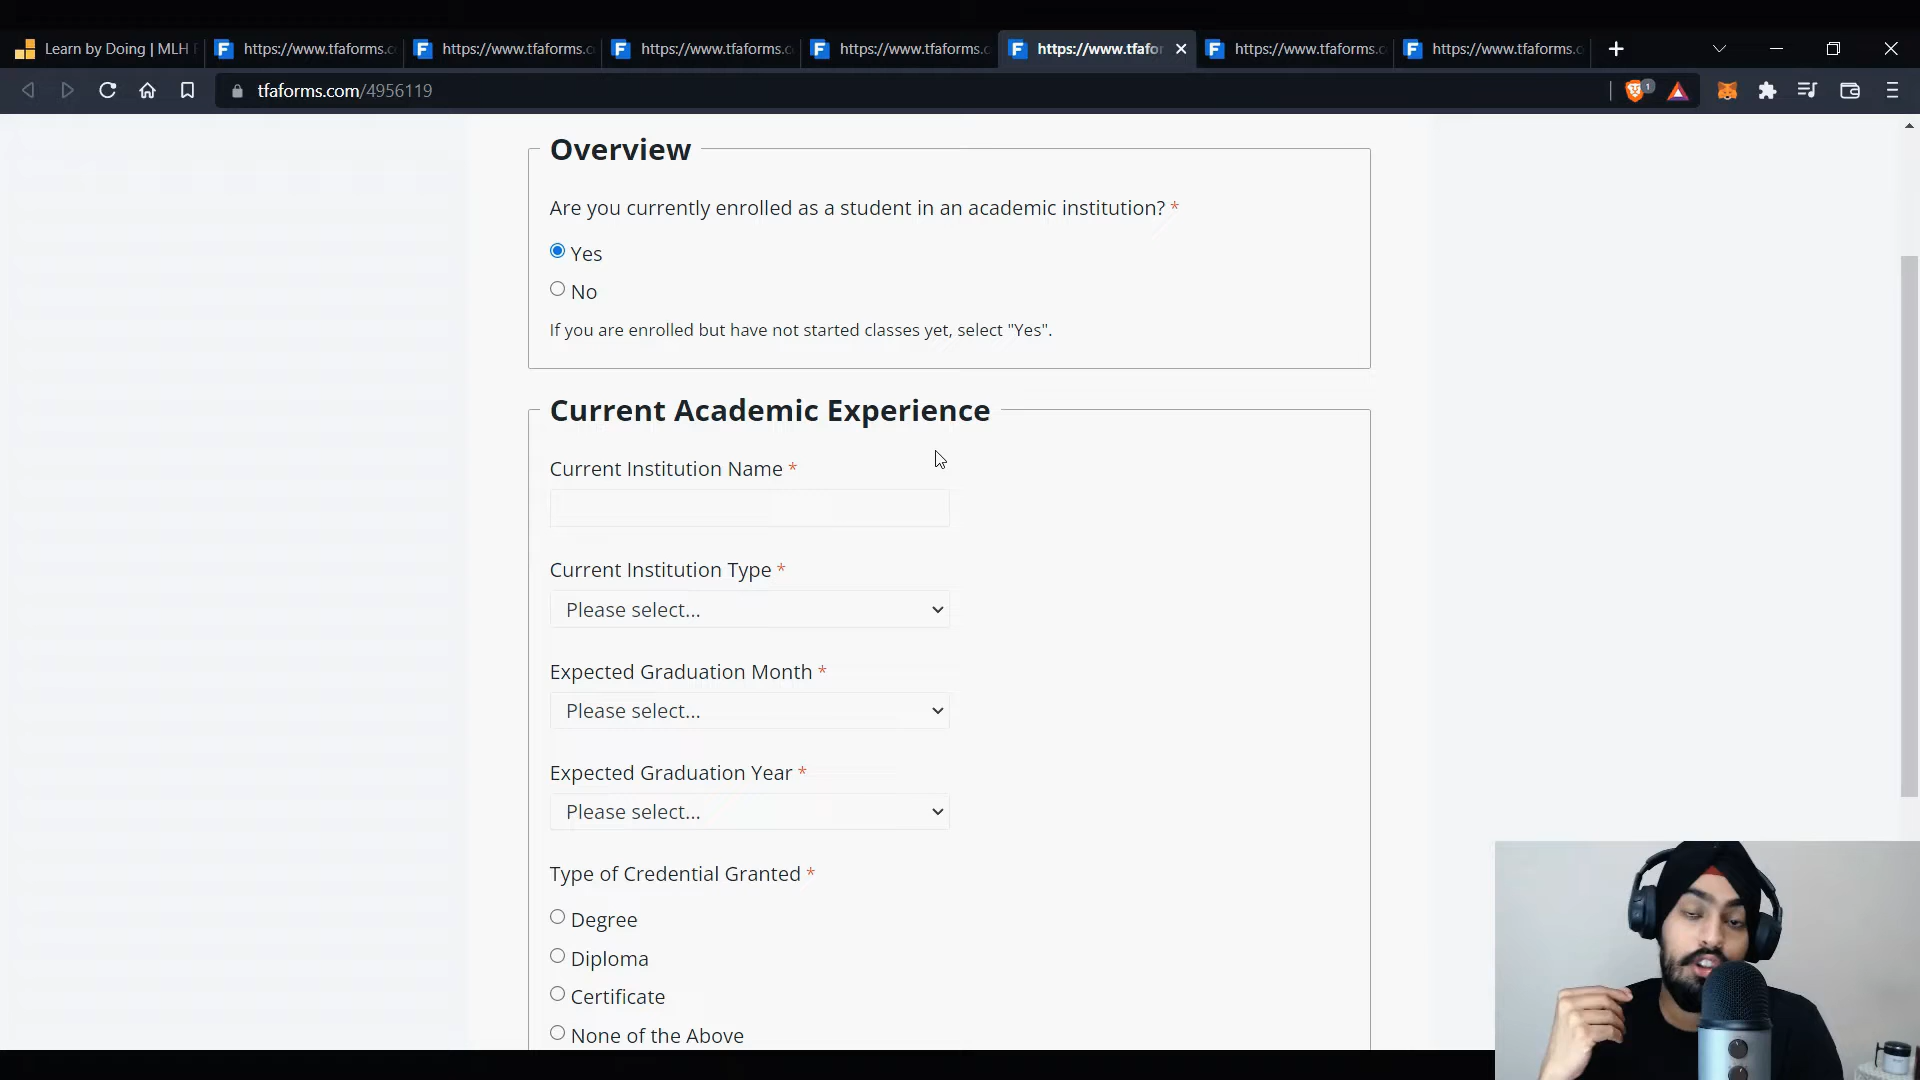 Learn by Doing | MLH F
https://www.tfaforms.c
https://www.tfaforms.c
https://www.tfaforms.c
https://www.tfaforms.c
https://www.tfafor
https://www.tfaforms.c
https://www.tfaforms.c
tfaforms.com/4956119
1
Overview
Are you currently enrolled as a student in an academic institution? *
Yes
No
If you are enrolled but have not started classes yet, select "Yes".
Current Academic Experience
Current Institution Name *
Current Institution Type *
Please select...
Expected Graduation Month *
Please select...
Expected Graduation Year *
Please select...
Type of Credential Granted *
Degree
Diploma
Certificate
None of the Above